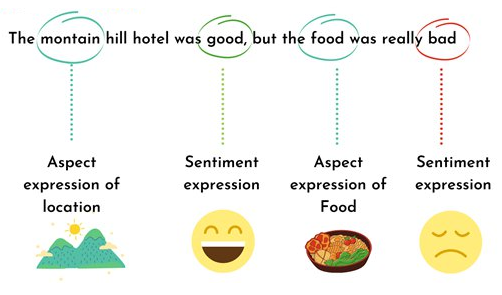 The montain hill hotel was good, but the food was really bad
Aspect
expression of
location
Sentiment
expression
Aspect
expression of
Food
Sentiment
expression